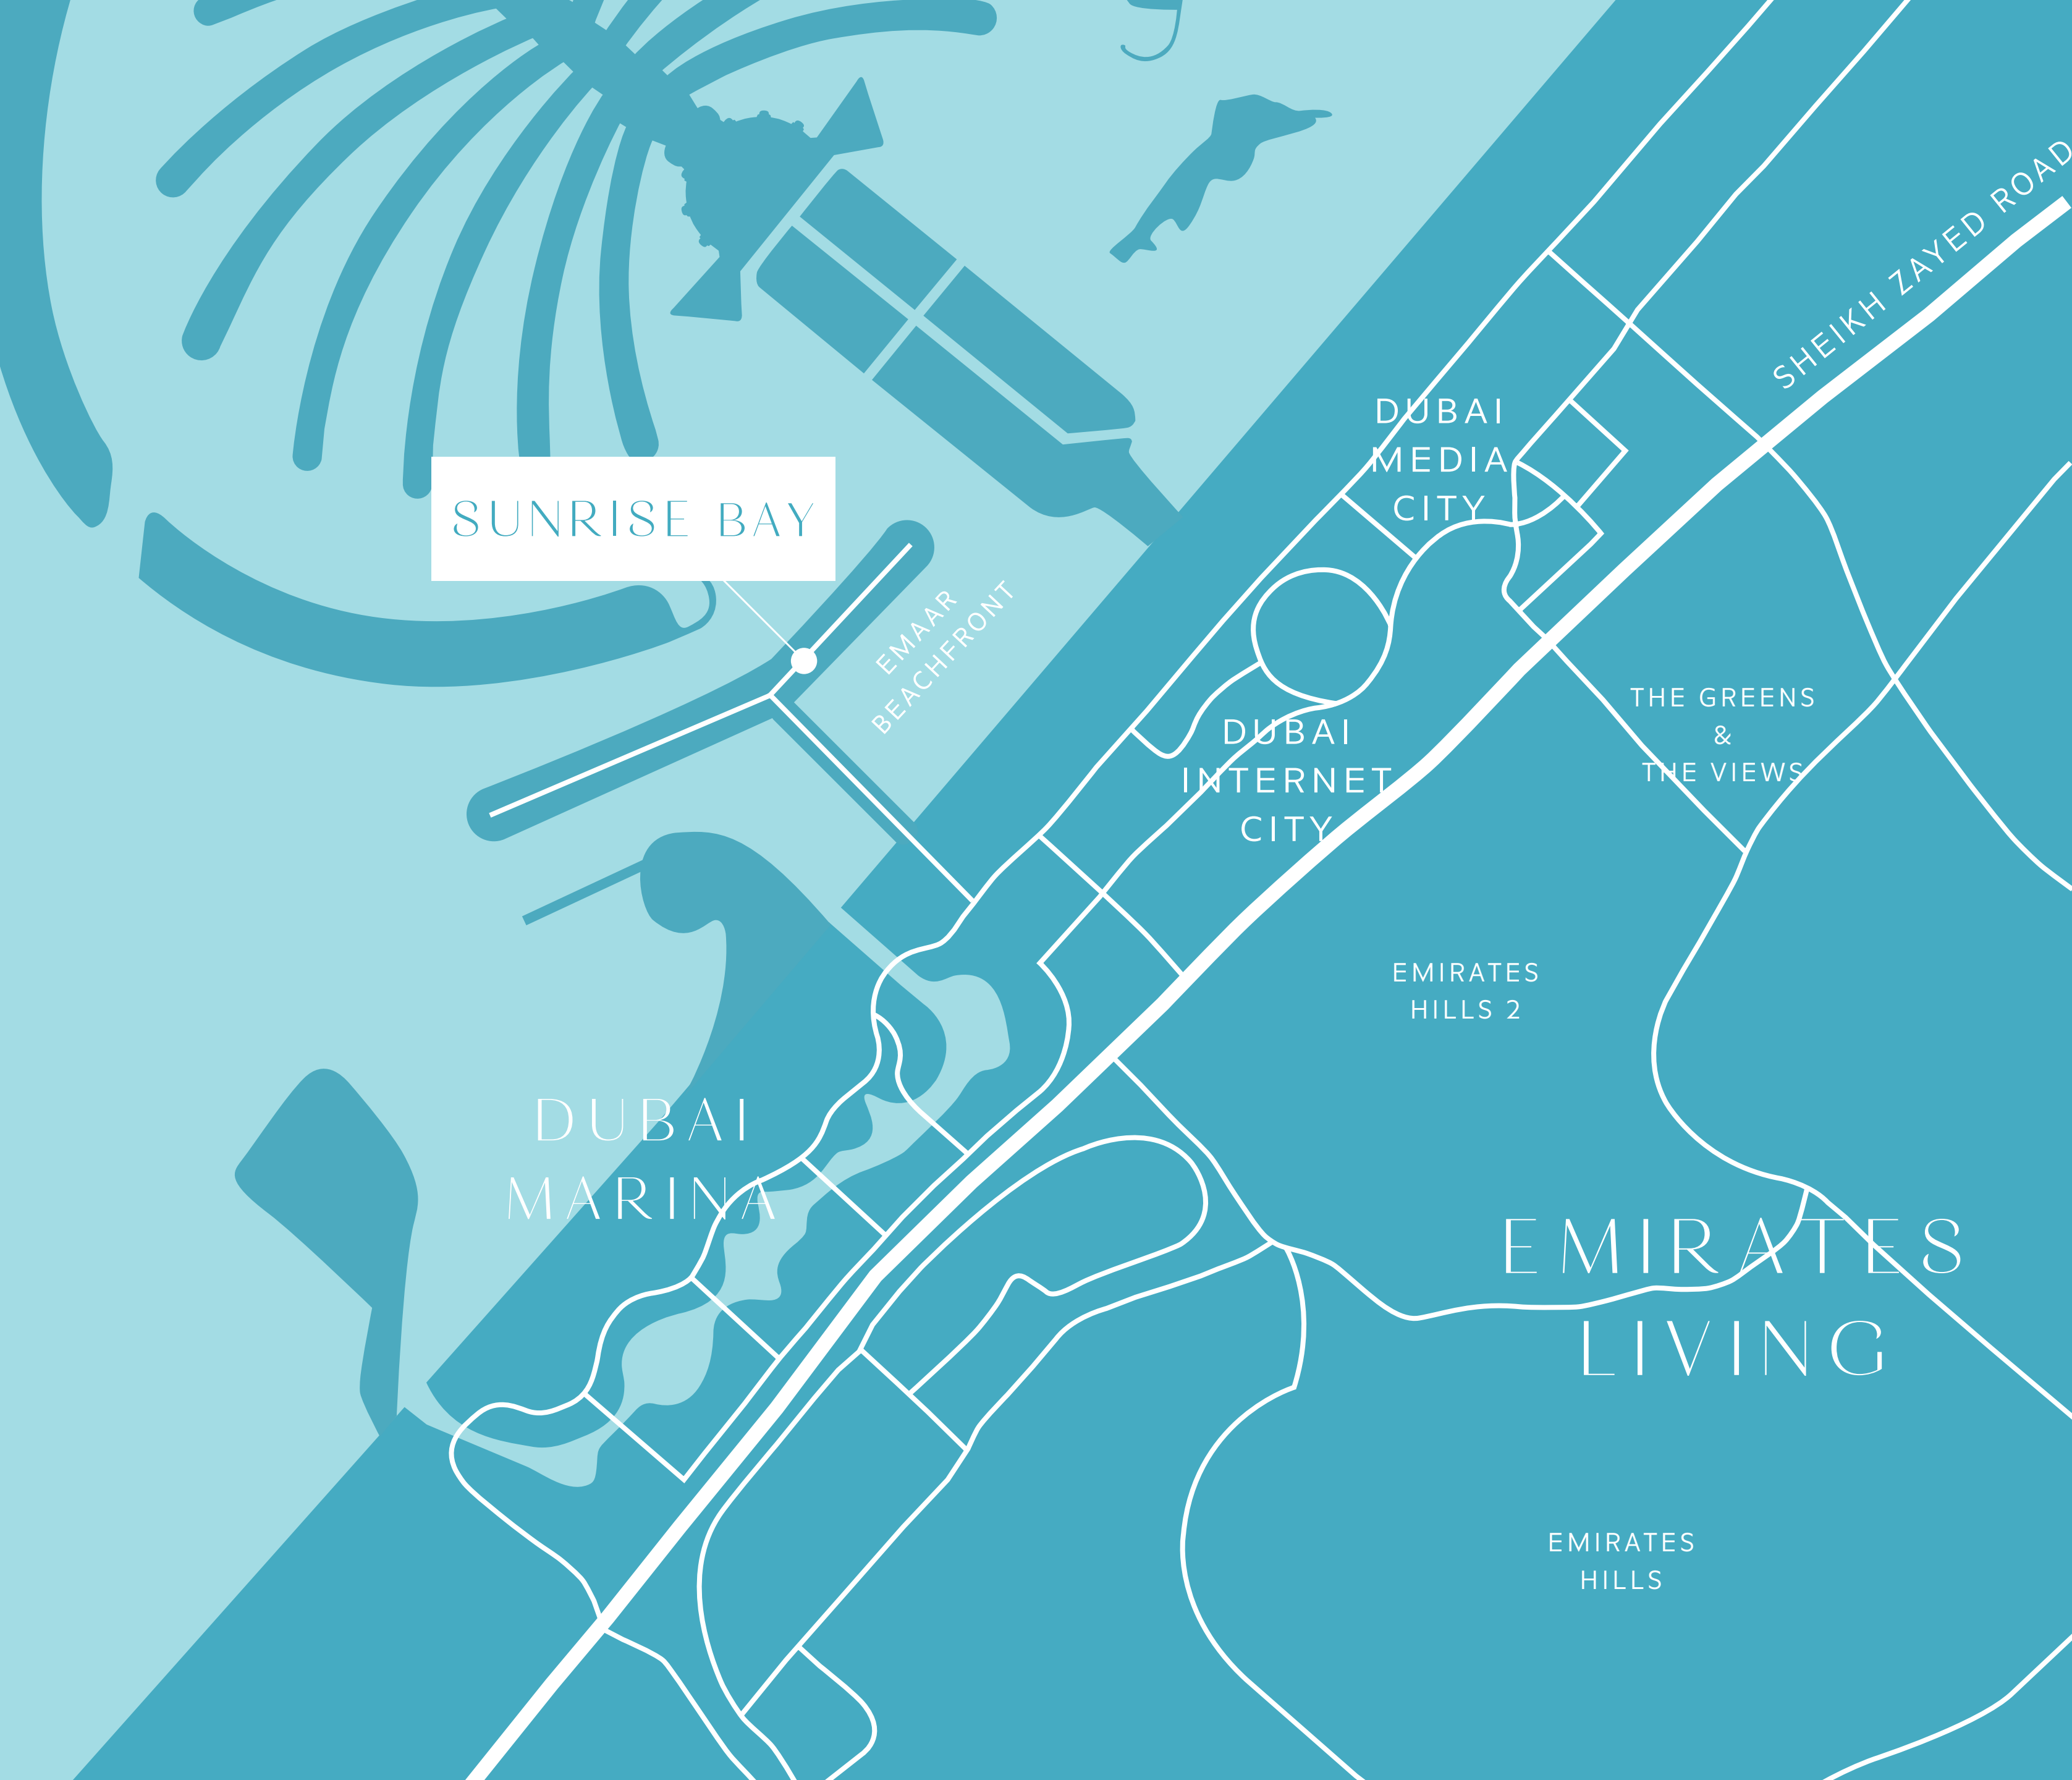 SHEIKH ZAYED ROAD
DUBAI
MEDIA
CITY
SUNRISE BAY
EMAAR
BEACHFRONT
THE GREENS
&
THE VIEWS
DUBAI
INTERNET
CITY
EMIRATES
HILLS 2
DUBAI
MARINA
EMIRATES
LIVING
EMIRATES
HILLS